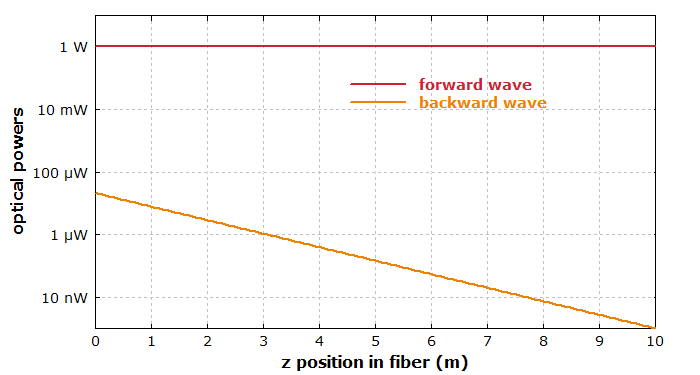 1 W
10 mW
100 µW
1 µW
10 nW
optical powers
forward wave
backward wave
0 1 2 3 4 5 6 7 8 9 10
z position in fiber (m)